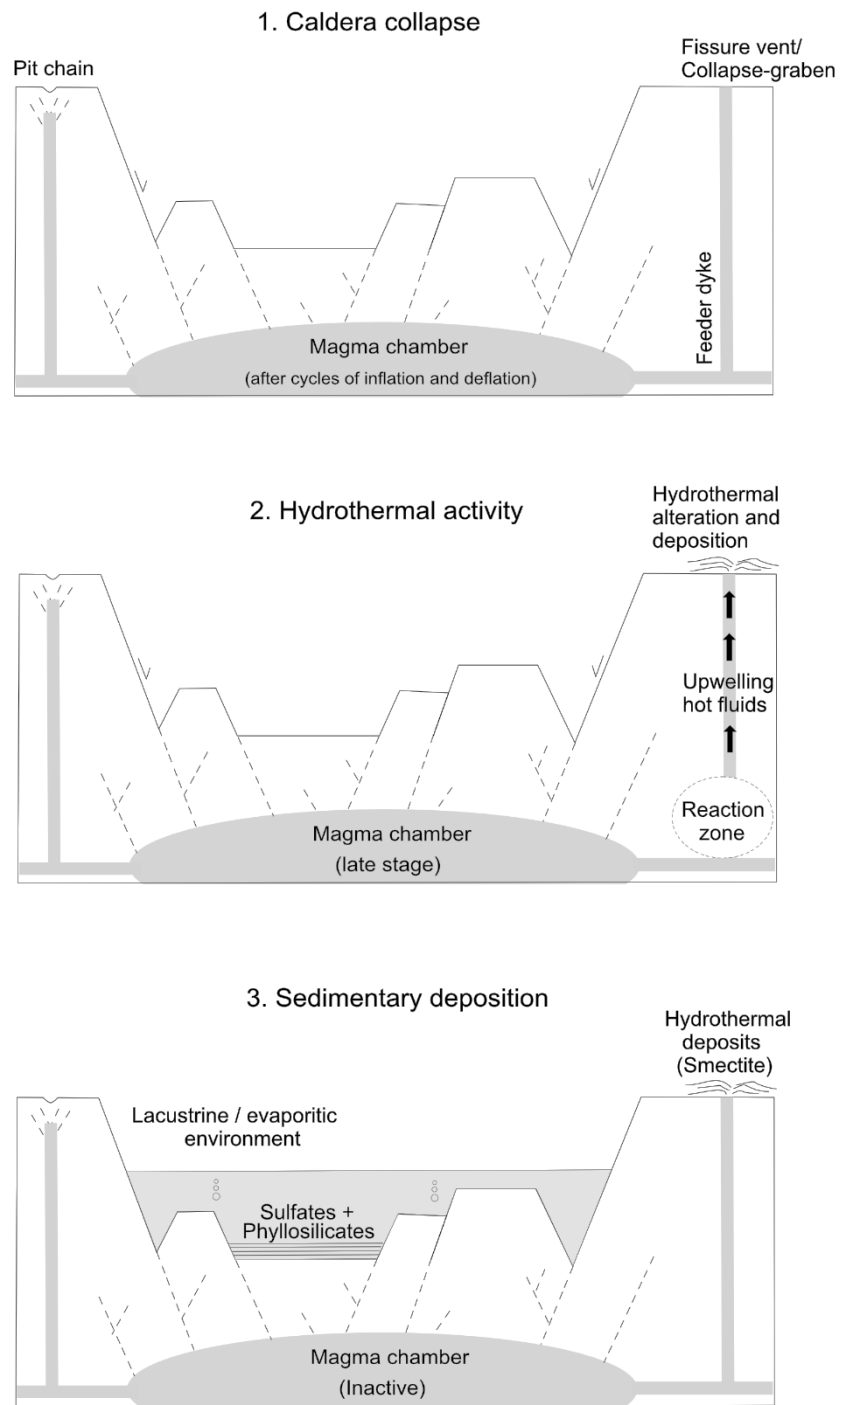 1. Caldera collapse
Pit chain
Fissure vent/
Collapse-graben
Feeder dyke
Magma chamber
(after cycles of inflation and deflation)
2. Hydrothermal activity
Hydrothermal
alteration and
deposition
Upwelling
hot fluids
Reaction
zone
Magma chamber
(late stage)
3. Sedimentary deposition
Hydrothermal
deposits
(Smectite)
Lacustrine / evaporitic
environment
Sulfates +
Phyllosilicates
Magma chamber
(Inactive)